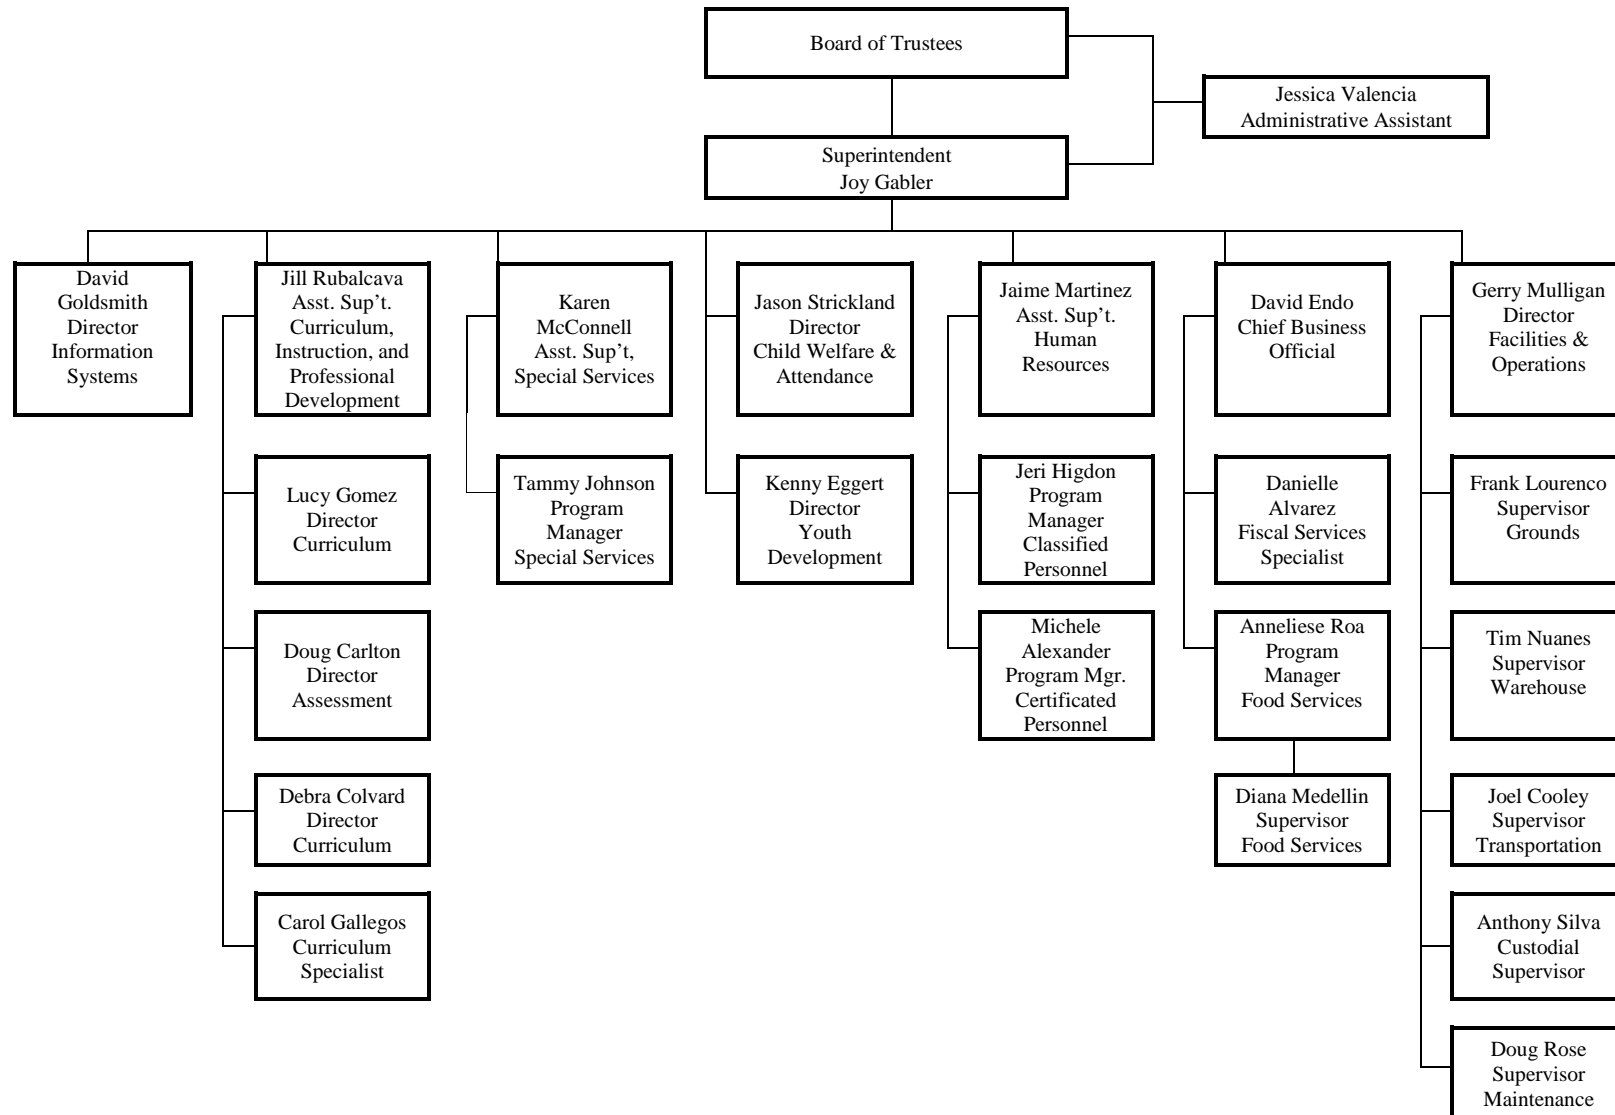 Board of Trustees
Jessica Valencia
Administrative Assistant
Superintendent
Joy Gabler
David
Goldsmith
Director
Information
Systems
Jill Rubalcava
Asst. Sup’t.
Curriculum,
Instruction, and
Professional
Development
Karen
McConnell
Asst. Sup’t,
Special Services
Jason Strickland
Director
Child Welfare &
Attendance
Jaime Martinez
Asst. Sup’t.
Human
Resources
David Endo
Chief Business
Official
Gerry Mulligan
Director
Facilities &
Operations
Lucy Gomez
Director
Curriculum
Tammy Johnson
Program
Manager
Special Services
Kenny Eggert
Director
Youth
Development
Jeri Higdon
Program
Manager
Classified
Personnel
Danielle
Alvarez
Fiscal Services
Specialist
Frank Lourenco
Supervisor
Grounds
Doug Carlton
Director
Assessment
Michele
Alexander
Program Mgr.
Certificated
Personnel
Anneliese Roa
Program
Manager
Food Services
Tim Nuanes
Supervisor
Warehouse
Debra Colvard
Director
Curriculum
Diana Medellin
Supervisor
Food Services
Joel Cooley
Supervisor
Transportation
Carol Gallegos
Curriculum
Specialist
Anthony Silva
Custodial
Supervisor
Doug Rose
Supervisor
Maintenance